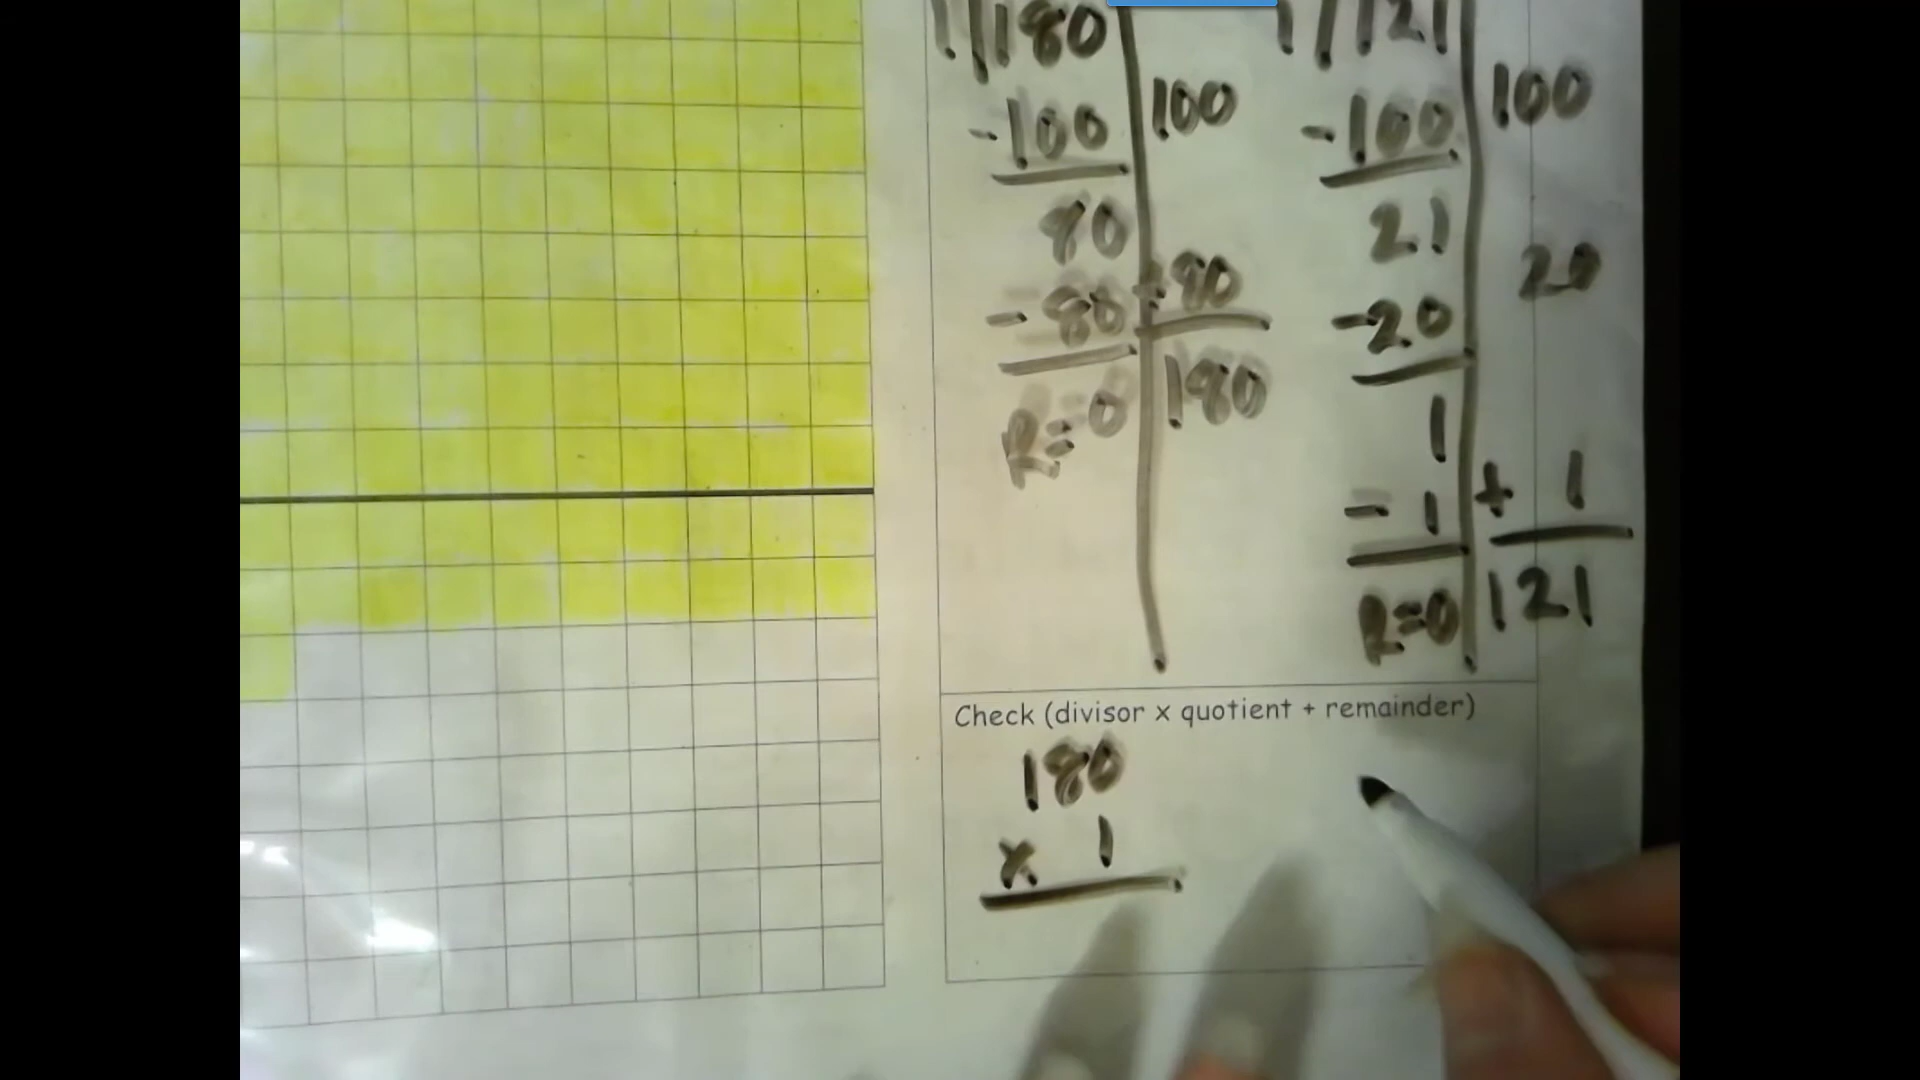 1/180
-100 100
80
-80 +80
R=0 180
1/121
-100 100
21
-20 20
1
-1 + 1
R=0 121
Check (divisor x quotient + remainder)
180
x 1